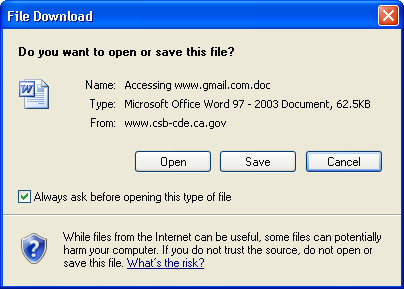 File Download
Do you want to open or save this file?
Name: Accessing www.gmail.com.doc
Type: Microsoft Office Word 97 - 2003 Document, 62.5KB
From: www.csb-cde.ca.gov
Open Save Cancel
Always ask before opening this type of file
While files from the Internet can be useful, some files can potentially
harm your computer. If you do not trust the source, do not open or
save this file. What's the risk?